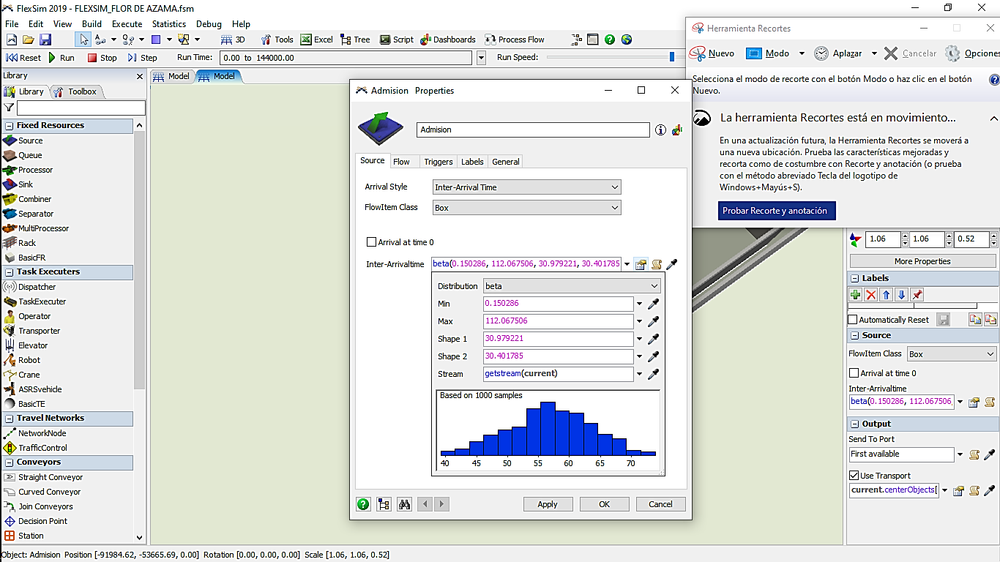 FlexSim 2019 - FLEXSIM_FLOR DE AZAMA.fsm
File Edit View Build Execute Statistics Debug Help
3D Tools Excel Tree Script Dashboards Process Flow
Reset Run Stop Step Run Time: 0.00 to 144000.00 Run Speed:
Library
Library Toolbox
Fixed Resources
Source
Queue
Processor
Sink
Combiner
Separator
MultiProcessor
Rack
BasicFR
Task Executers
Dispatcher
TaskExecuter
Operator
Transporter
Elevator
Robot
Crane
ASRSvehicle
BasicTE
Travel Networks
NetworkNode
TrafficControl
Conveyors
Straight Conveyor
Curved Conveyor
Join Conveyors
Decision Point
Station
Model Model
Admision Properties
Admision
Source Flow Triggers Labels General
Arrival Style Inter-Arrival Time
FlowItem Class Box
Arrival at time 0
Inter-Arrivaltime beta(0.150286, 112.067506, 30.979221, 30.401785
Distribution beta
Min 0.150286
Max 112.067506
Shape 1 30.979221
Shape 2 30.401785
Stream getstream(current)
Based on 1000 samples
40 45 50 55 60 65 70
Apply OK Cancel
Herramienta Recortes
Nuevo Modo Aplazar Cancelar Opciones
Selecciona el modo de recorte con el botón Modo o haz clic en el botón
Nuevo.
La herramienta Recortes está en movimiento...
En una actualización futura, la Herramienta Recortes se moverá a
una nueva ubicación. Prueba las características mejoradas y
recorta como de costumbre con Recorte y anotación (o prueba
con el método abreviado Tecla del logotipo de
Windows+Mayús+S).
Probar Recorte y anotación
1.06 1.06 0.52
More Properties
Labels
Automatically Reset
Source
FlowItem Class Box
Arrival at time 0
Inter-Arrivaltime
beta(0.150286, 112.067506,
Output
Send To Port
First available
Use Transport
current.centerObjects[
Object: Admision Position [-91984.62, -53665.69, 0.00] Rotation [0.00, 0.00, 0.00] Scale [1.06, 1.06, 0.52]